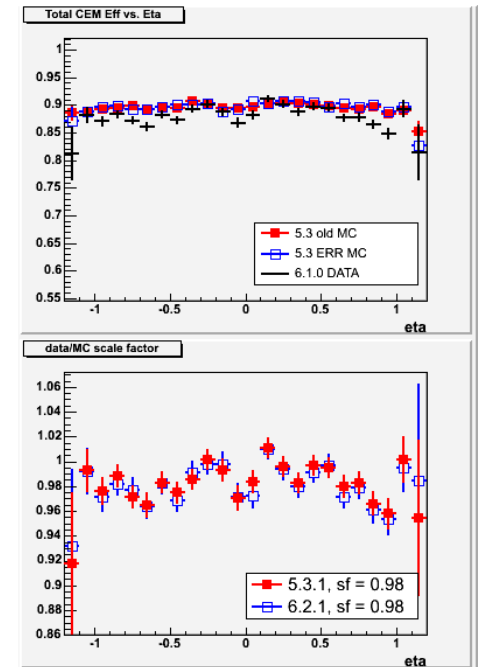 Total CEM Eff vs. Eta
1
0.95
0.9
0.85
0.8
0.75
0.7
0.65
0.6
0.55
5.3 old MC
5.3 ERR MC
6.1.0 DATA
-1 -0.5 0 0.5 1
eta
data/MC scale factor
1.06
1.04
1.02
1
0.98
0.96
0.94
0.92
0.9
0.88
0.86
5.3.1, sf = 0.98
6.2.1, sf = 0.98
-1 -0.5 0 0.5 1
eta